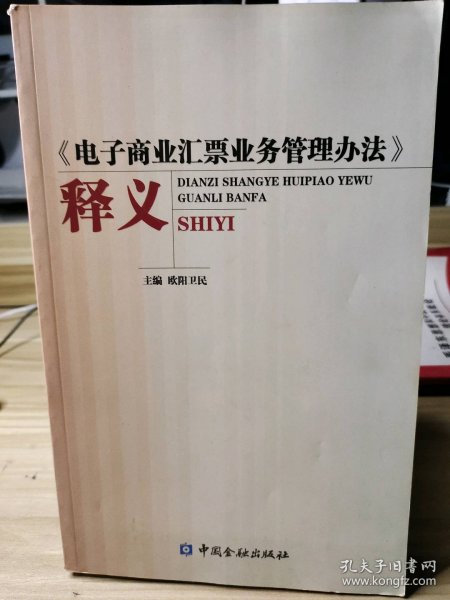 《电子商业汇票业务管理办法》
释义
DIANZI SHANGYE HUIPIAO YEWU
GUANLI BANFA
SHIYI
主编 欧阳卫民
中国金融出版社
孔夫子旧书网
www.kongfz.com